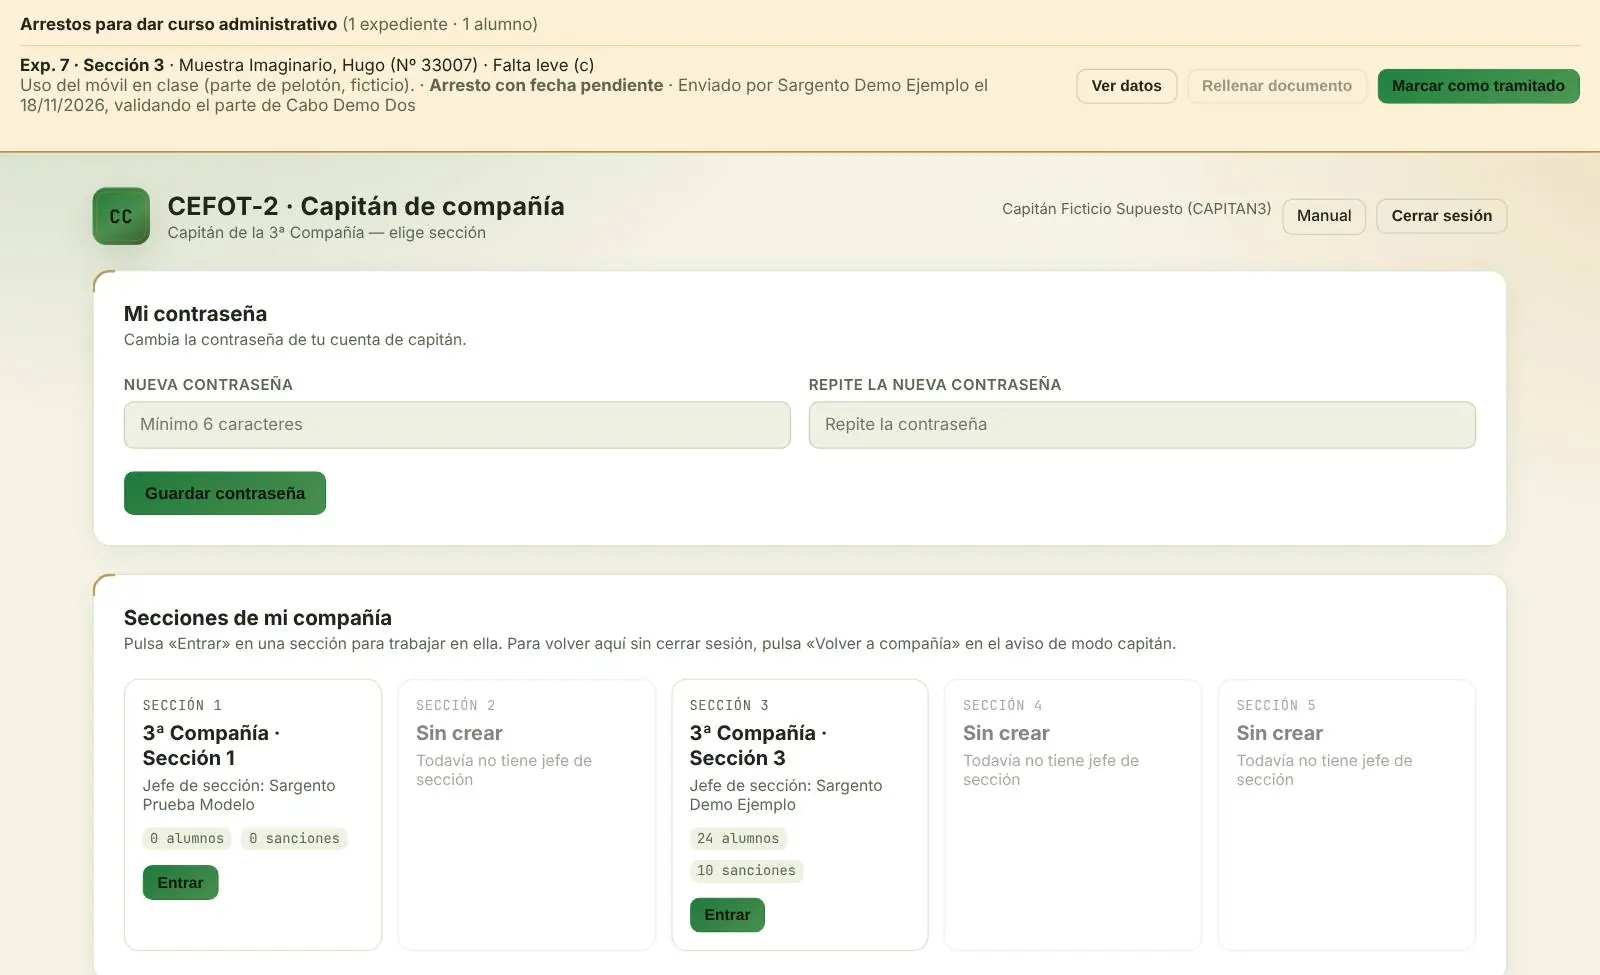 Arrestos para dar curso administrativo (1 expediente · 1 alumno)
Exp. 7 · Sección 3 · Muestra Imaginario, Hugo (Nº 33007) · Falta leve (c)
Uso del móvil en clase (parte de pelotón, ficticio). · Arresto con fecha pendiente · Enviado por Sargento Demo Ejemplo el
18/11/2026, validando el parte de Cabo Demo Dos
Ver datos
Rellenar documento
Marcar como tramitado
CC
CEFOT-2 · Capitán de compañía
Capitán de la 3ª Compañía — elige sección
Capitán Ficticio Supuesto (CAPITAN3)
Manual
Cerrar sesión
Mi contraseña
Cambia la contraseña de tu cuenta de capitán.
NUEVA CONTRASEÑA
REPITE LA NUEVA CONTRASEÑA
Mínimo 6 caracteres
Repite la contraseña
Guardar contraseña
Secciones de mi compañía
Pulsa «Entrar» en una sección para trabajar en ella. Para volver aquí sin cerrar sesión, pulsa «Volver a compañía» en el aviso de modo capitán.
SECCIÓN 1
3ª Compañía ·
Sección 1
Jefe de sección: Sargento
Prueba Modelo
0 alumnos
0 sanciones
Entrar
SECCIÓN 2
Sin crear
Todavía no tiene jefe de
sección
SECCIÓN 3
3ª Compañía ·
Sección 3
Jefe de sección: Sargento
Demo Ejemplo
24 alumnos
10 sanciones
Entrar
SECCIÓN 4
Sin crear
Todavía no tiene jefe de
sección
SECCIÓN 5
Sin crear
Todavía no tiene jefe de
sección